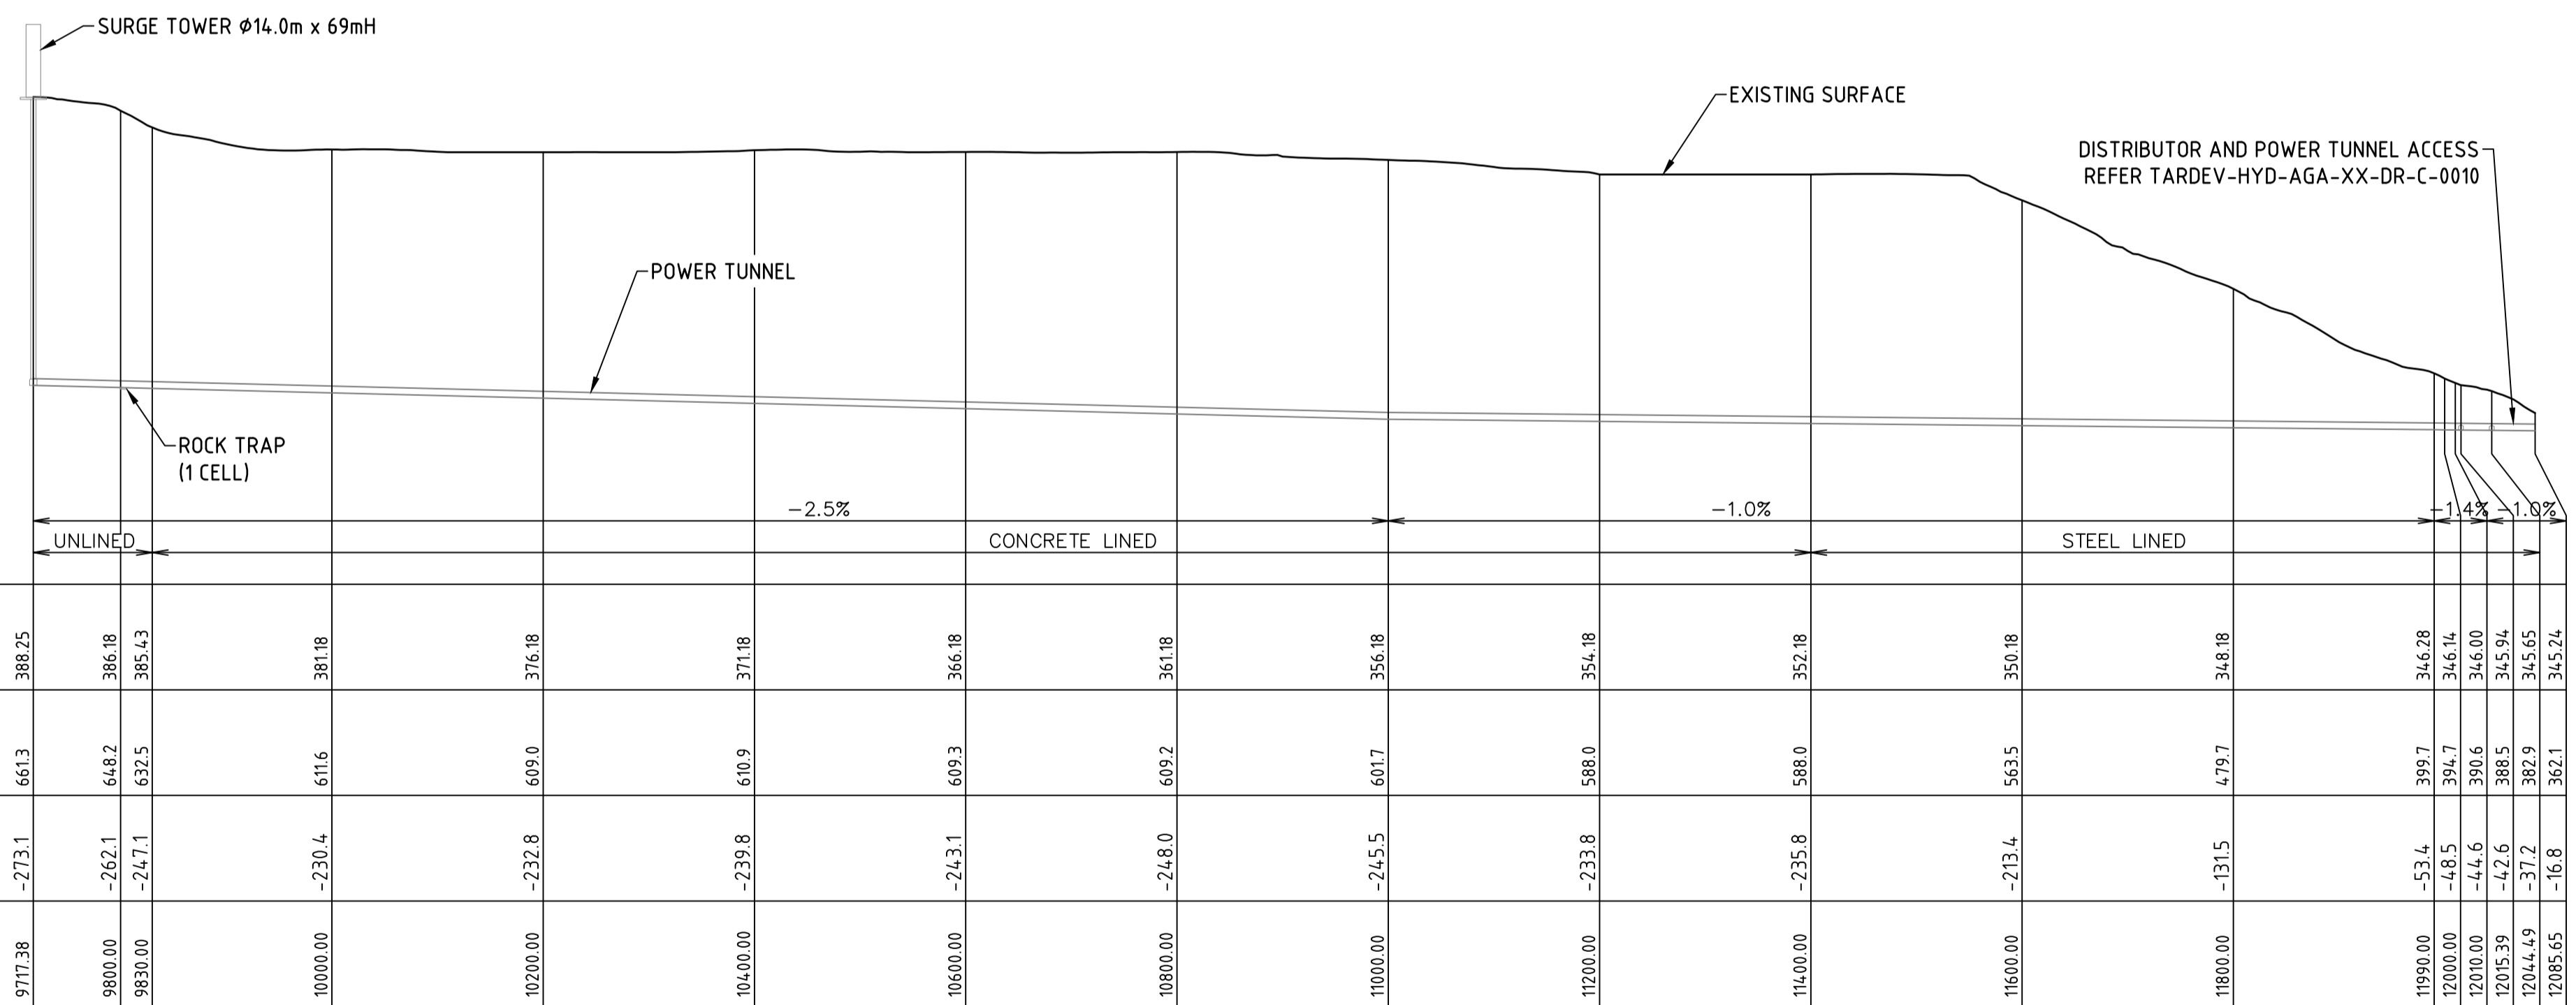 SURGE TOWER Ø14.0m x 69mH
EXISTING SURFACE
DISTRIBUTOR AND POWER TUNNEL ACCESS
REFER TARDEV-HYD-AGA-XX-DR-C-0010
POWER TUNNEL
ROCK TRAP
(1 CELL)
-2.5% -1.0% -1.4% -1.0%
UNLINED CONCRETE LINED STEEL LINED
388.25 386.18 385.43 381.18 376.18 371.18 366.18 361.18 356.18 354.18 352.18 350.18 348.18 346.28 346.14 346.00 345.94 345.65 345.24
661.3 648.2 632.5 611.6 609.0 610.9 609.3 609.2 601.7 588.0 588.0 563.5 479.7 399.7 394.7 390.6 388.5 382.9 362.1
-273.1 -262.1 -247.1 -230.4 -232.8 -239.8 -243.1 -248.0 -245.5 -233.8 -235.8 -213.4 -131.5 -53.4 -48.5 -44.6 -42.6 -37.2 -16.8
9717.38 9800.00 9830.00 10000.00 10200.00 10400.00 10600.00 10800.00 11000.00 11200.00 11400.00 11600.00 11800.00 11990.00 12000.00 12010.00 12015.39 12044.49 12085.65